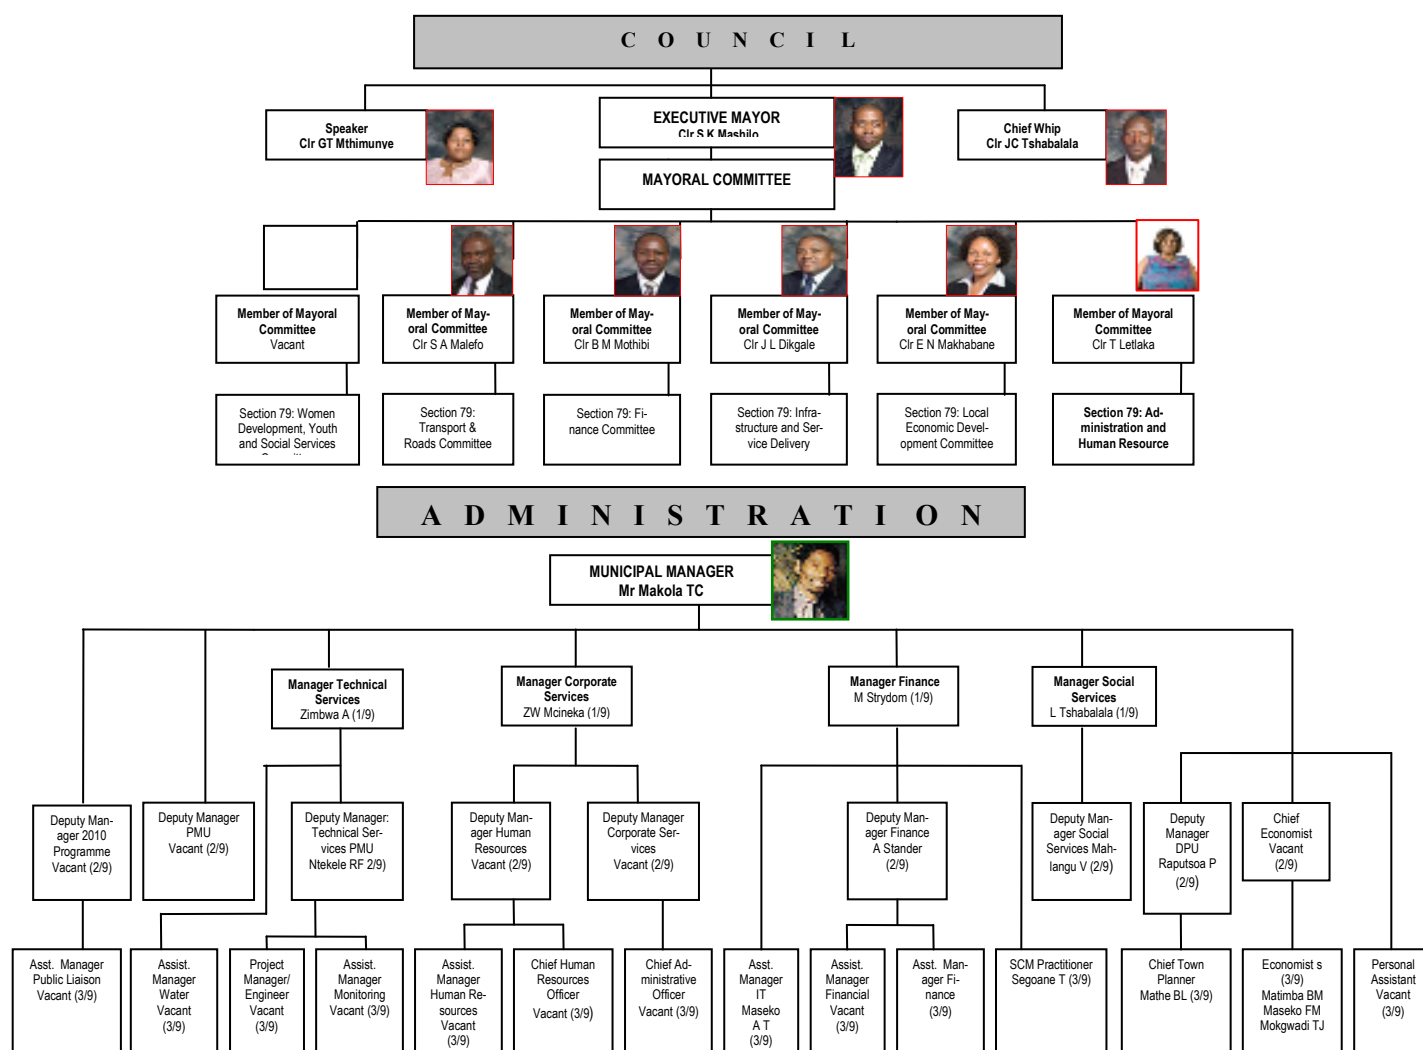 C O U N C I L
Speaker
Clr GT Mthimunye
EXECUTIVE MAYOR
Clr S K Mashilo
Chief Whip
Clr JC Tshabalala
MAYORAL COMMITTEE
Member of Mayoral
Committee
Vacant
Member of May-
oral Committee
Clr S A Malefo
Member of May-
oral Committee
Clr B M Mothibi
Member of May-
oral Committee
Clr J L Dikgale
Member of May-
oral Committee
Clr E N Makhabane
Member of Mayoral
Committee
Clr T Letlaka
Section 79: Women
Development, Youth
and Social Services
Section 79:
Transport &
Roads Committee
Section 79: Fi-
nance Committee
Section 79: Infra-
structure and Ser-
vice Delivery
Section 79: Local
Economic Devel-
opment Committee
Section 79: Ad-
ministration and
Human Resource
A D M I N I S T R A T I O N
MUNICIPAL MANAGER
Mr Makola TC
Manager Technical
Services
Zimbwa A (1/9)
Manager Corporate
Services
ZW Mcineka (1/9)
Manager Finance
M Strydom (1/9)
Manager Social
Services
L Tshabalala (1/9)
Deputy Man-
ager 2010
Programme
Vacant (2/9)
Deputy Manager
PMU
Vacant (2/9)
Deputy Manager:
Technical Ser-
vices PMU
Ntekele RF 2/9)
Deputy Man-
ager Human
Resources
Vacant (2/9)
Deputy Manager
Corporate Ser-
vices
Vacant (2/9)
Deputy Man-
ager Finance
A Stander
(2/9)
Deputy Man-
ager Social
Services Mah-
langu V (2/9)
Deputy
Manager
DPU
Raputsoa P
(2/9)
Chief
Economist
Vacant
(2/9)
Asst. Manager
Public Liaison
Vacant (3/9)
Assist.
Manager
Water
Vacant
(3/9)
Project
Manager/
Engineer
Vacant
(3/9)
Assist.
Manager
Monitoring
Vacant (3/9)
Assist.
Manager
Human Re-
sources
Vacant
(3/9)
Chief Human
Resources
Officer
Vacant (3/9)
Chief Ad-
ministrative
Officer
Vacant (3/9)
Asst.
Manager
IT
Maseko
A T
(3/9)
Assist.
Manager
Financial
Vacant
(3/9)
Asst. Man-
ager Fi-
nance
(3/9)
SCM Practitioner
Segoane T (3/9)
Chief Town
Planner
Mathe BL (3/9)
Economist s
(3/9)
Matimba BM
Maseko FM
Mokgwadi TJ
Personal
Assistant
Vacant
(3/9)